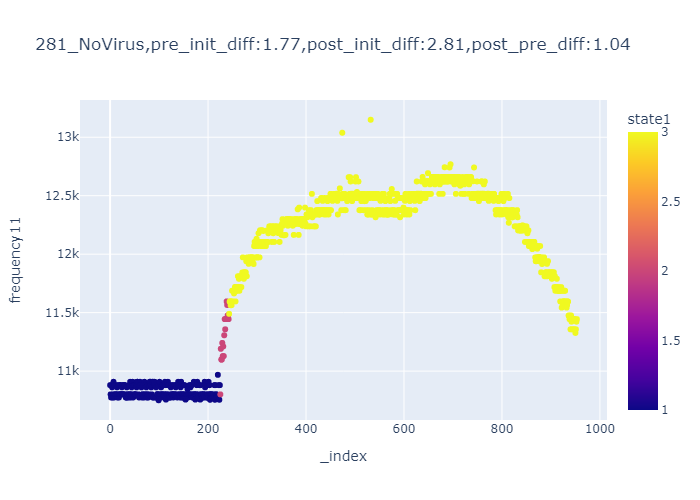 281_NoVirus,pre_init_diff:1.77,post_init_diff:2.81,post_pre_diff:1.04
state1
3
2.5
2
1.5
1
13k
12.5k
12k
11.5k
11k
frequency11
0
200
400
600
800
1000
_index